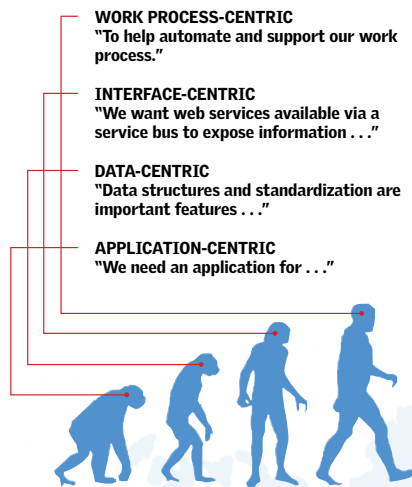 WORK PROCESS-CENTRIC
“To help automate and support our work
process.”
INTERFACE-CENTRIC
“We want web services available via a
service bus to expose information . . .”
DATA-CENTRIC
“Data structures and standardization are
important features . . .”
APPLICATION-CENTRIC
“We need an application for . . .”